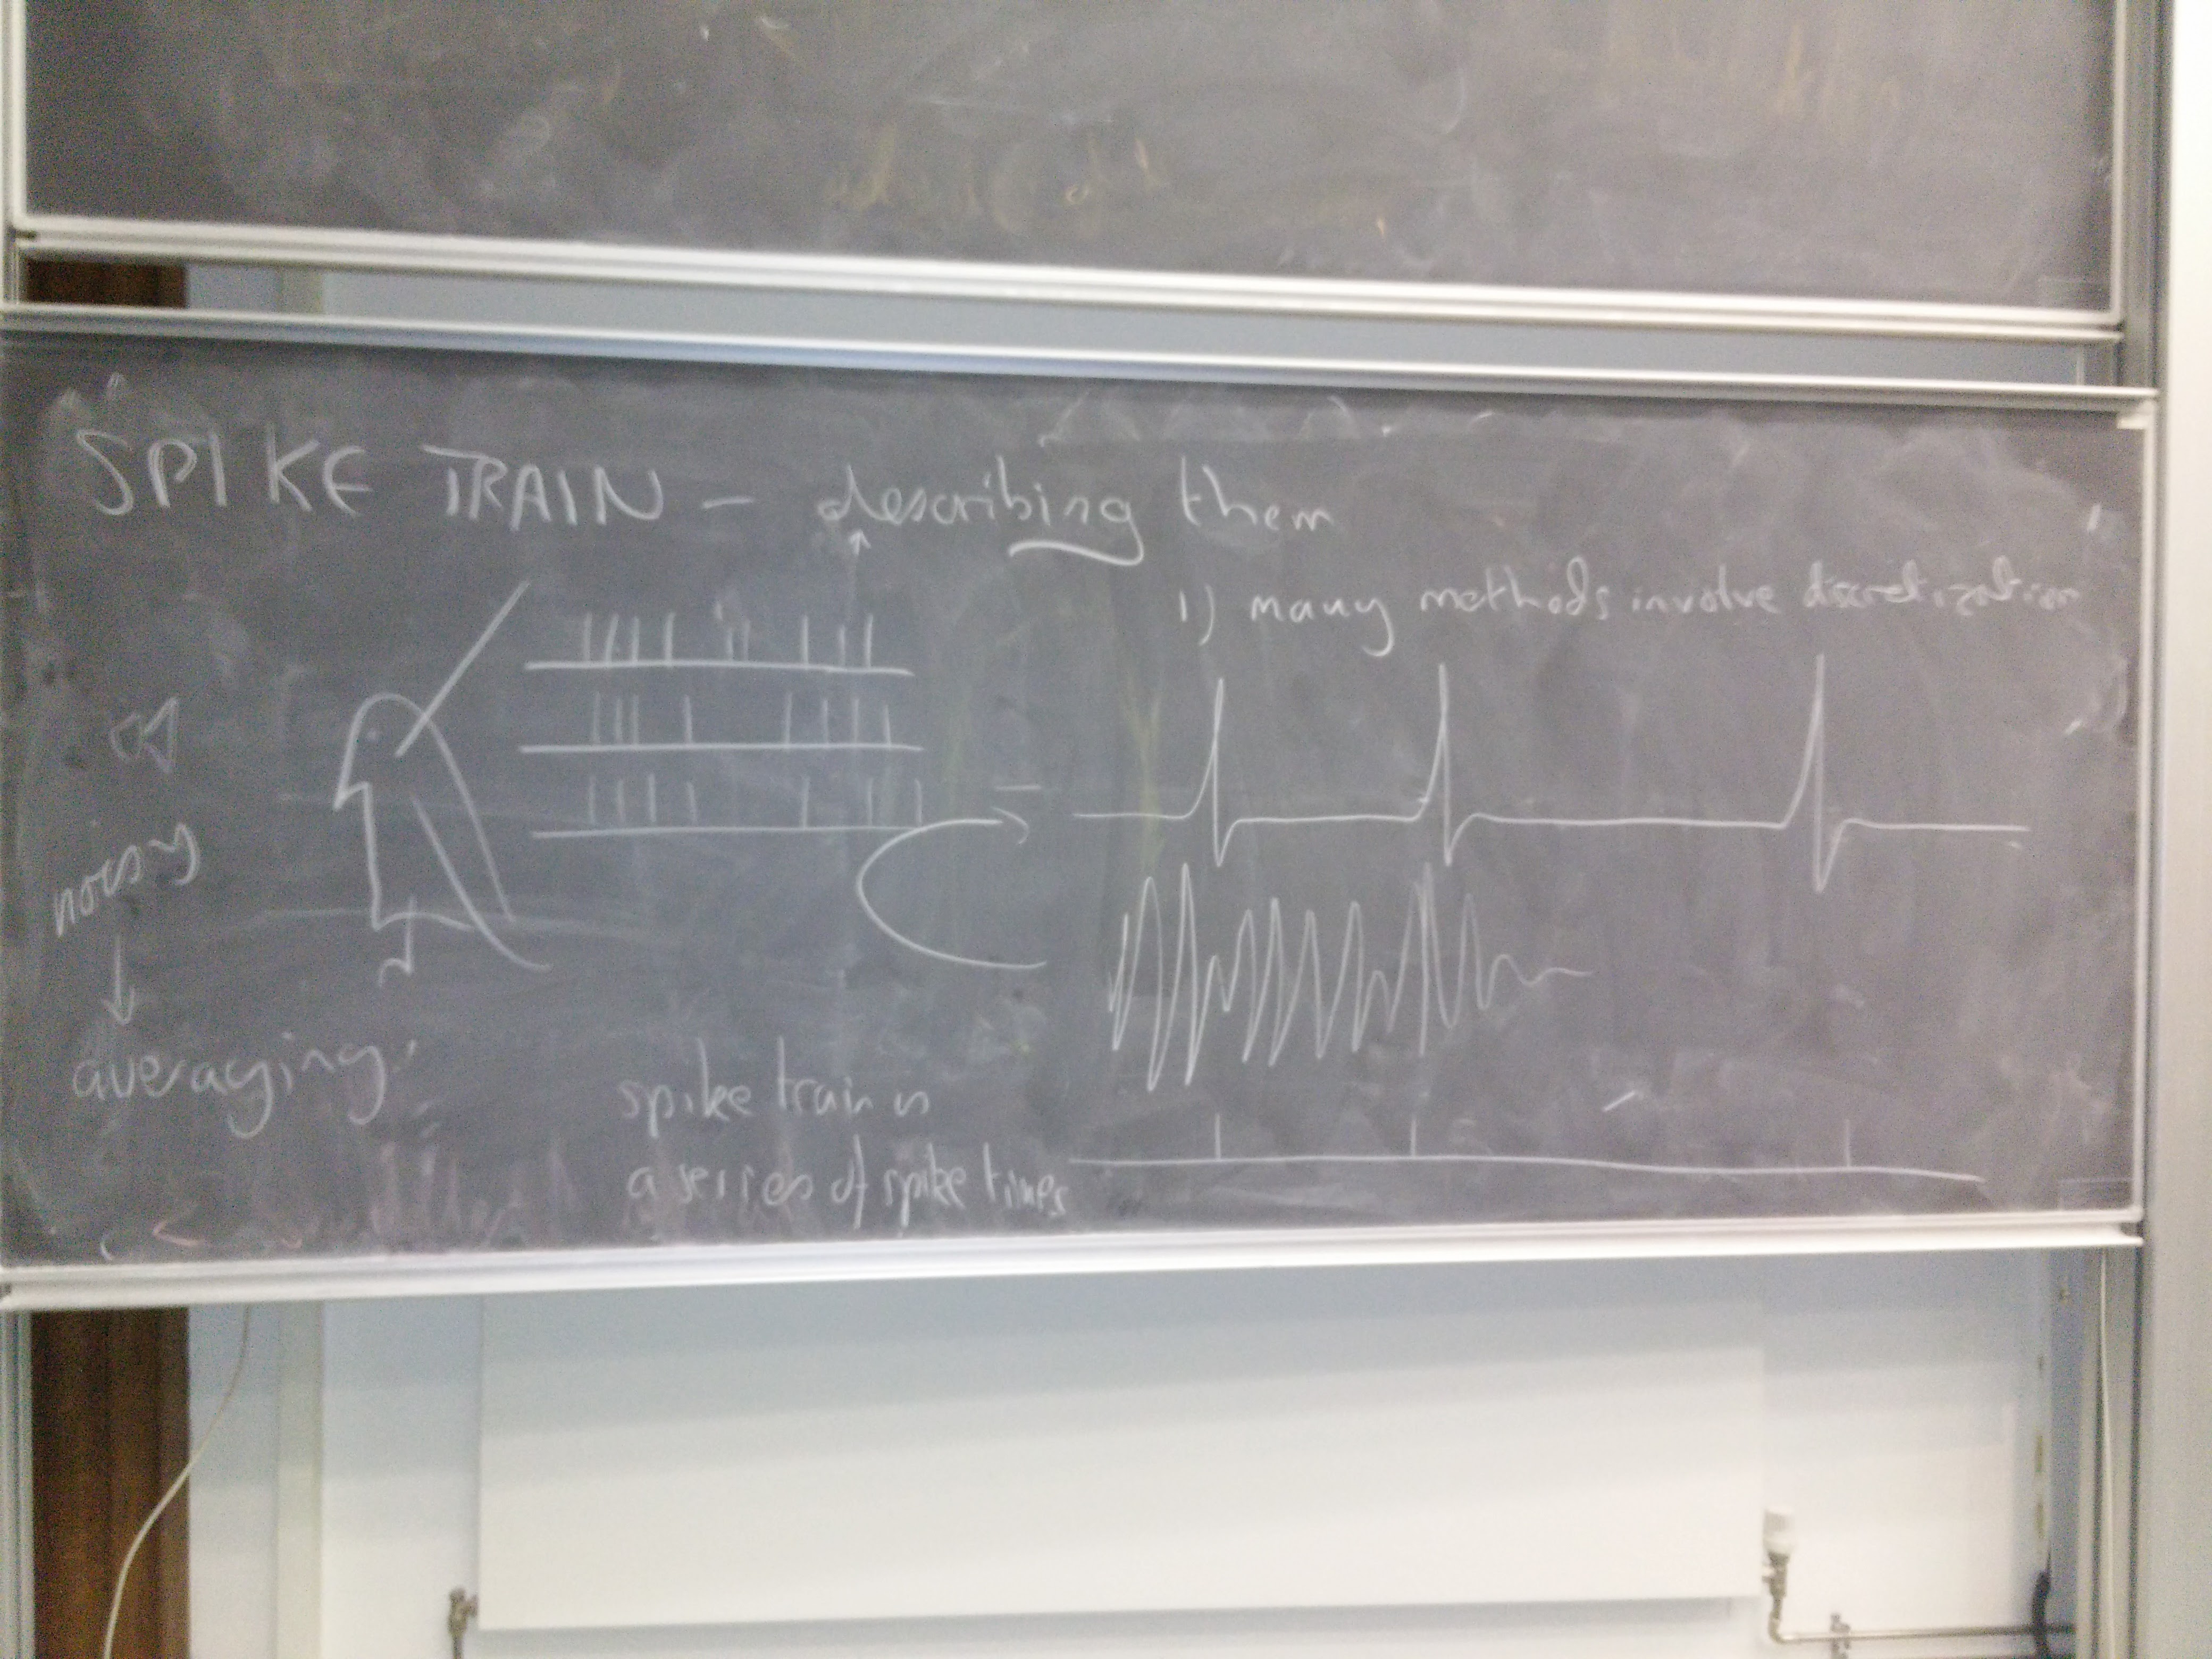 SPIKE TRAIN - describing them
1) many methods involve discretization
noisy
averaging
spike train is
a series of spike times